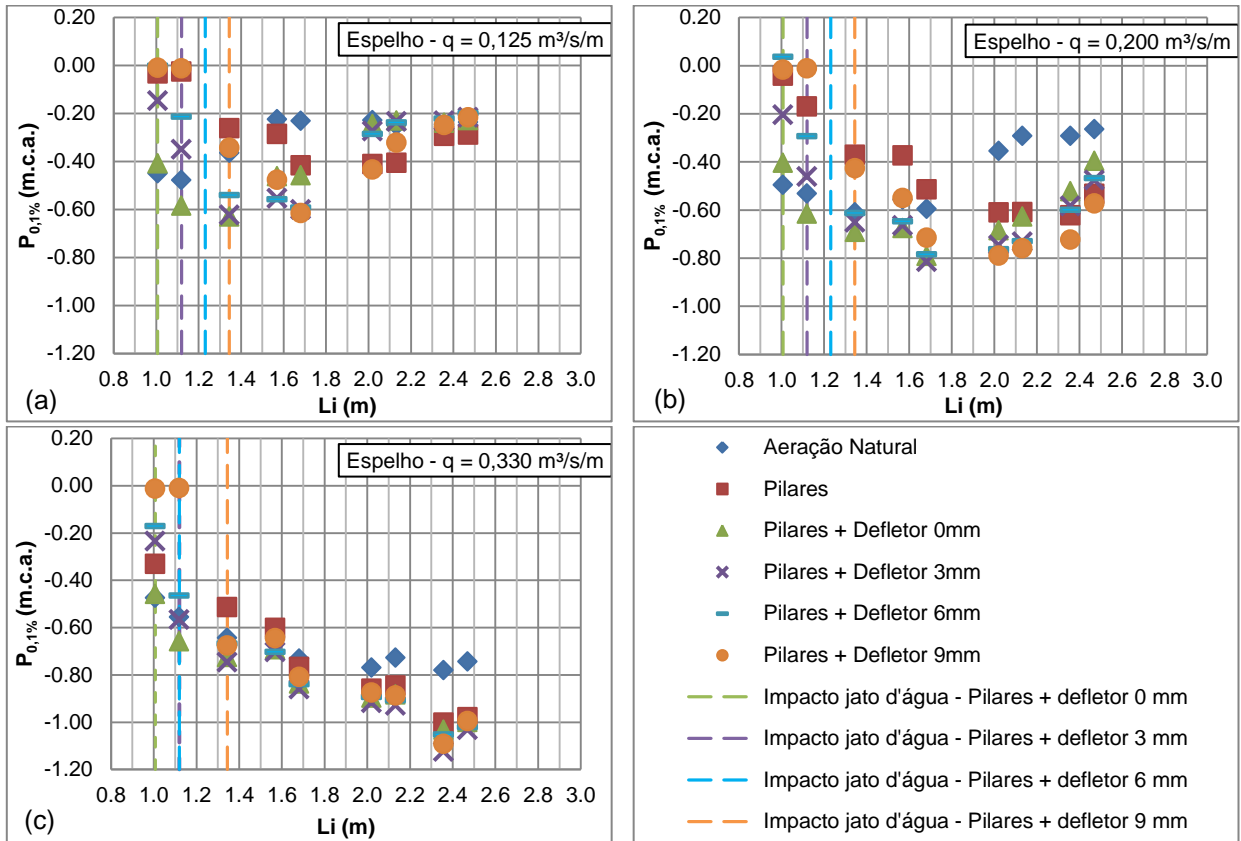 Espelho - q = 0,125 m³/s/m
0.20
0.00
-0.20
-0.40
-0.60
-0.80
-1.00
-1.20
P0,1% (m.c.a.)
0.8 1.0 1.2 1.4 1.6 1.8 2.0 2.2 2.4 2.6 2.8 3.0
Li (m)
(a)
Espelho - q = 0,200 m³/s/m
0.20
0.00
-0.20
-0.40
-0.60
-0.80
-1.00
-1.20
P0,1% (m.c.a.)
0.8 1.0 1.2 1.4 1.6 1.8 2.0 2.2 2.4 2.6 2.8 3.0
Li (m)
(b)
Espelho - q = 0,330 m³/s/m
0.20
0.00
-0.20
-0.40
-0.60
-0.80
-1.00
-1.20
P0,1% (m.c.a.)
0.8 1.0 1.2 1.4 1.6 1.8 2.0 2.2 2.4 2.6 2.8 3.0
Li (m)
(c)
Aeração Natural
Pilares
Pilares + Defletor 0mm
Pilares + Defletor 3mm
Pilares + Defletor 6mm
Pilares + Defletor 9mm
Impacto jato d'água - Pilares + defletor 0 mm
Impacto jato d'água - Pilares + defletor 3 mm
Impacto jato d'água - Pilares + defletor 6 mm
Impacto jato d'água - Pilares + defletor 9 mm